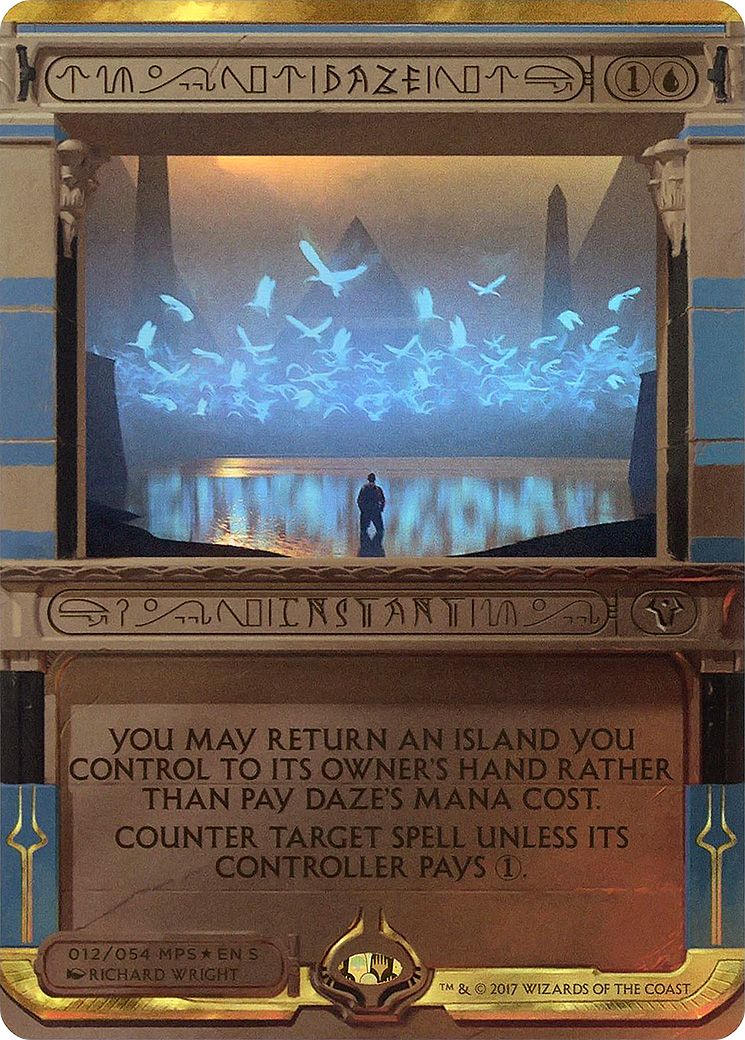 DAZE 1
INSTANT
YOU MAY RETURN AN ISLAND YOU
CONTROL TO ITS OWNER'S HAND RATHER
THAN PAY DAZE'S MANA COST.
COUNTER TARGET SPELL UNLESS ITS
CONTROLLER PAYS 1.
012/054 MPS★EN S
RICHARD WRIGHT
™ & © 2017 WIZARDS OF THE COAST